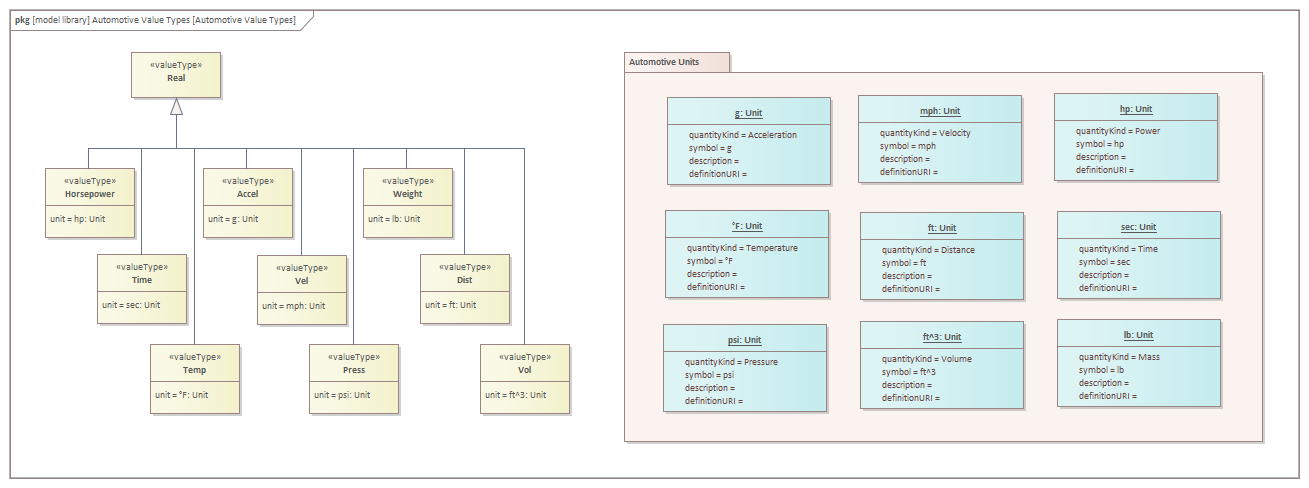 pkg [model library] Automotive Value Types [Automotive Value Types]
«valueType»
Real
«valueType»
Horsepower
unit = hp: Unit
«valueType»
Accel
unit = g: Unit
«valueType»
Weight
unit = lb: Unit
«valueType»
Time
unit = sec: Unit
«valueType»
Vel
unit = mph: Unit
«valueType»
Dist
unit = ft: Unit
«valueType»
Temp
unit = °F: Unit
«valueType»
Press
unit = psi: Unit
«valueType»
Vol
unit = ft^3: Unit
Automotive Units
g: Unit
quantityKind = Acceleration
symbol = g
description =
definitionURI =
mph: Unit
quantityKind = Velocity
symbol = mph
description =
definitionURI =
hp: Unit
quantityKind = Power
symbol = hp
description =
definitionURI =
°F: Unit
quantityKind = Temperature
symbol = °F
description =
definitionURI =
ft: Unit
quantityKind = Distance
symbol = ft
description =
definitionURI =
sec: Unit
quantityKind = Time
symbol = sec
description =
definitionURI =
psi: Unit
quantityKind = Pressure
symbol = psi
description =
definitionURI =
ft^3: Unit
quantityKind = Volume
symbol = ft^3
description =
definitionURI =
lb: Unit
quantityKind = Mass
symbol = lb
description =
definitionURI =